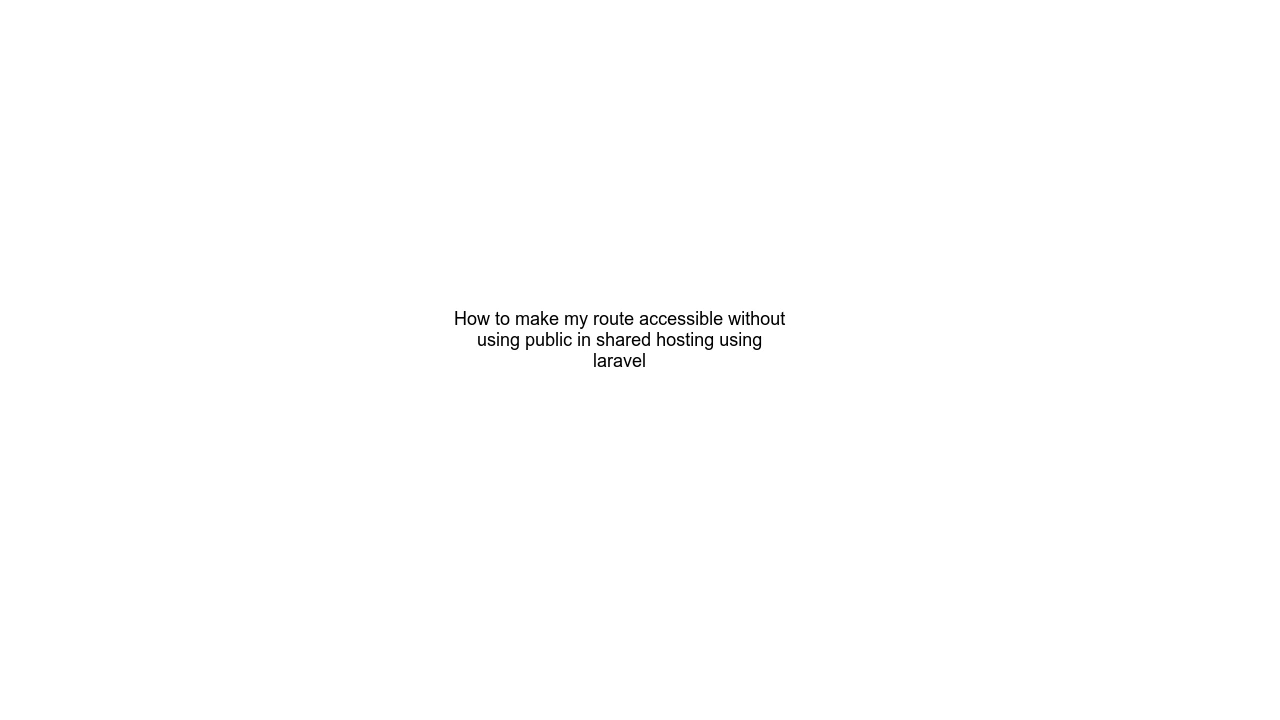 How to make my route accessible without
using public in shared hosting using
laravel